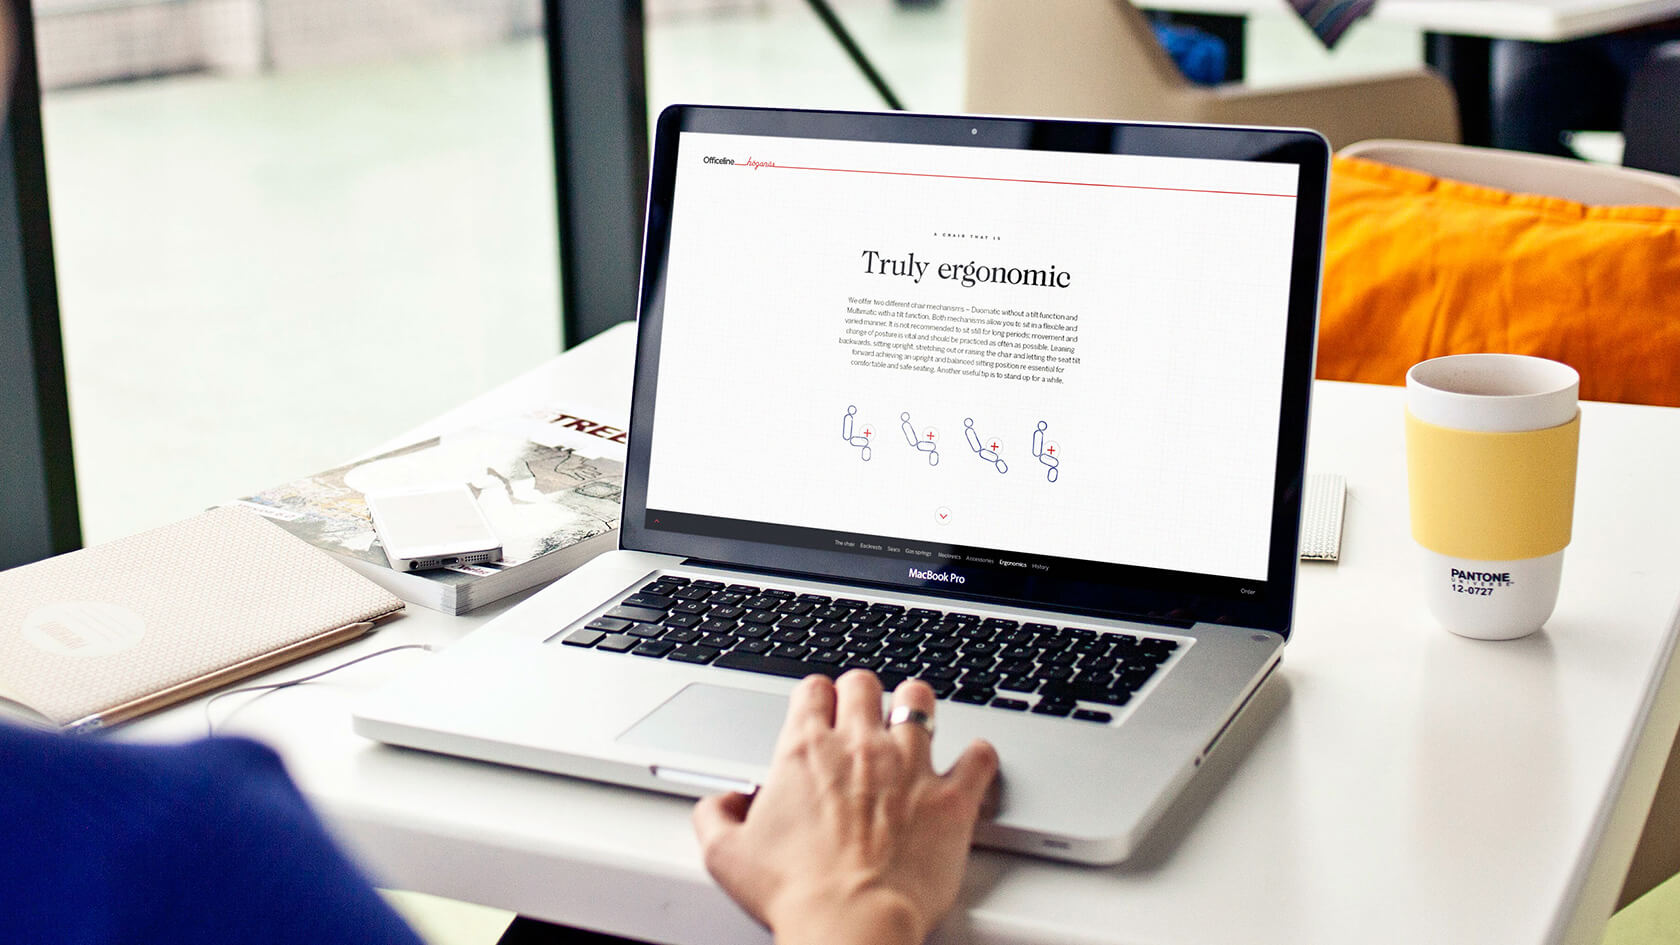 Officeline höganäs
A CHAIR THAT IS
Truly ergonomic
We offer two different chair mechanisms – Duomatic without a tilt function and
Multimatic with a tilt function. Both mechanisms allow you to sit in a flexible and
varied manner. It is not recommended to sit still for long periods; movement and
change of posture is vital and should be practiced as often as possible. Leaning
backwards, sitting upright, stretching out or raising the chair and letting the seat tilt
forward achieving an upright and balanced sitting position re essential for
comfortable and safe seating. Another useful tip is to stand up for a while.
The chair Backrests Seats Gas springs Neckrests Accessories Ergonomics History
Order
MacBook Pro
STREE
PANTONE
UNIVERSE
12-0727